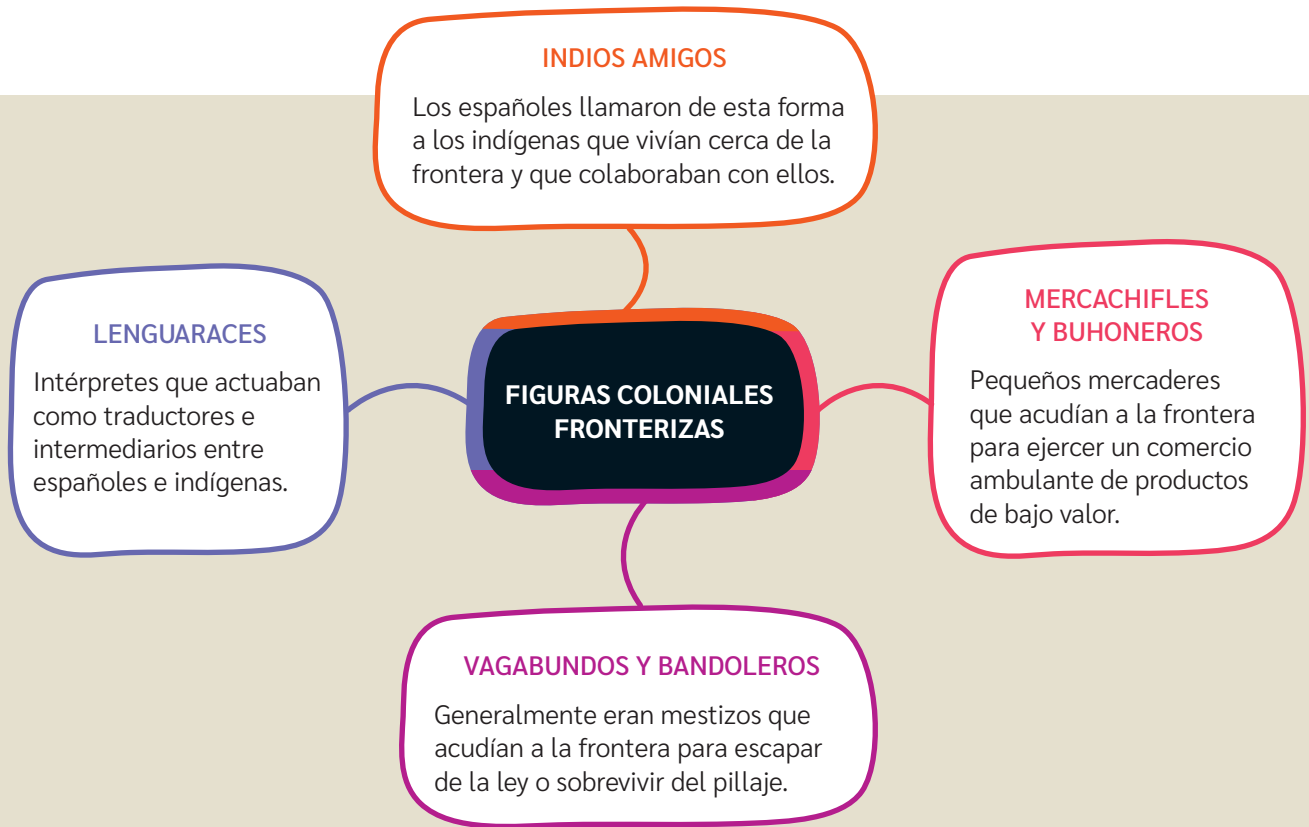 INDIOS AMIGOS
Los españoles llamaron de esta forma
a los indígenas que vivían cerca de la
frontera y que colaboraban con ellos.
LENGUARACES
Intérpretes que actuaban
como traductores e
intermediarios entre
españoles e indígenas.
FIGURAS COLONIALES
FRONTERIZAS
MERCACHIFLES
Y BUHONEROS
Pequeños mercaderes
que acudían a la frontera
para ejercer un comercio
ambulante de productos
de bajo valor.
VAGABUNDOS Y BANDOLEROS
Generalmente eran mestizos que
acudían a la frontera para escapar
de la ley o sobrevivir del pillaje.